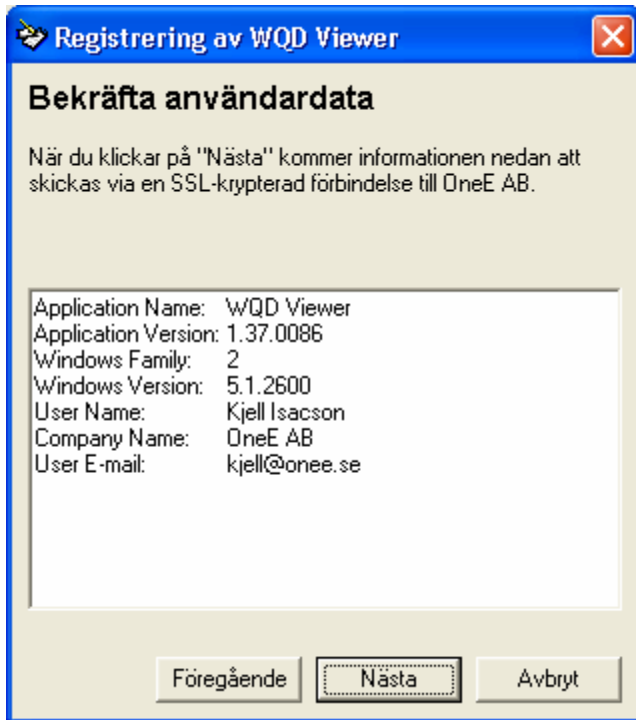 Registrering av WQD Viewer
Bekräfta användardata
När du klickar på "Nästa" kommer informationen nedan att
skickas via en SSL-krypterad förbindelse till OneE AB.
Application Name: WQD Viewer
Application Version: 1.37.0086
Windows Family: 2
Windows Version: 5.1.2600
User Name: Kjell Isacson
Company Name: OneE AB
User E-mail: kjell@onee.se
Föregående Nästa Avbryt